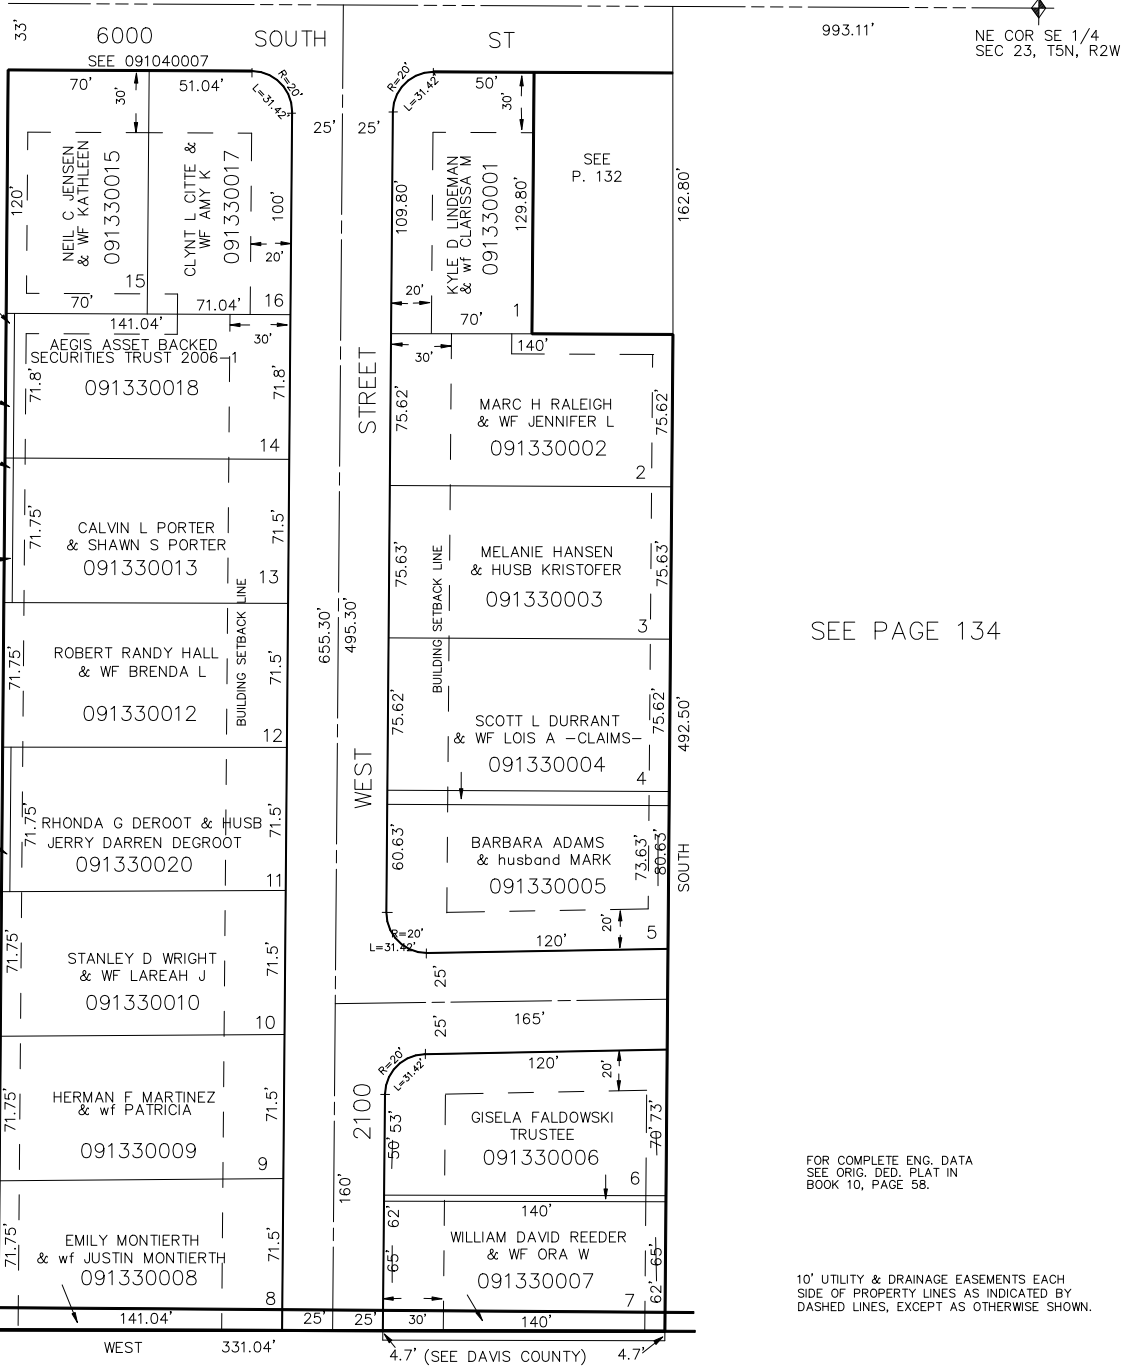 33'
6000
SOUTH
ST
993.11'
NE COR SE 1/4
SEC 23, T5N, R2W
SEE 091040007
70'
51.04'
R=20'
L=31.42'
30'
25'
25'
R=20'
L=31.42'
50'
30'
SEE
P. 132
162.80'
120'
NEIL C JENSEN
& WF KATHLEEN
091330015
15
70'
CLYNT L CITTE &
WF AMY K
091330017
100'
20'
71.04'
16
109.80'
KYLE D LINDEMAN
& wf CLARISSA M
091330001
129.80'
20'
70'
1
141.04'
30'
AEGIS ASSET BACKED
SECURITIES TRUST 2006-1
091330018
71.8'
71.8'
14
STREET
30'
140'
75.62'
MARC H RALEIGH
& WF JENNIFER L
091330002
75.62'
2
71.75'
CALVIN L PORTER
& SHAWN S PORTER
091330013
71.5'
13
BUILDING SETBACK LINE
75.63'
BUILDING SETBACK LINE
MELANIE HANSEN
& HUSB KRISTOFER
091330003
75.63'
3
SEE PAGE 134
655.30'
495.30'
71.75'
ROBERT RANDY HALL
& WF BRENDA L
091330012
71.5'
12
75.62'
SCOTT L DURRANT
& WF LOIS A -CLAIMS-
091330004
75.62'
4
492.50'
WEST
71.75'
RHONDA G DEROOT & HUSB
JERRY DARREN DEGROOT
091330020
71.5'
11
60.63'
BARBARA ADAMS
& husband MARK
091330005
73.63'
80.63'
SOUTH
20'
5
R=20'
L=31.42'
120'
71.75'
STANLEY D WRIGHT
& WF LAREAH J
091330010
71.5'
10
25'
25'
165'
R=20'
L=31.42'
120'
20'
2100
71.75'
HERMAN F MARTINEZ
& wf PATRICIA
091330009
71.5'
9
50'
53'
GISELA FALDOWSKI
TRUSTEE
091330006
70'
73'
6
FOR COMPLETE ENG. DATA
SEE ORIG. DED. PLAT IN
BOOK 10, PAGE 58.
160'
71.75'
EMILY MONTIERTH
& wf JUSTIN MONTIERTH
091330008
71.5'
8
62'
65'
140'
WILLIAM DAVID REEDER
& WF ORA W
091330007
62'
65'
7
10' UTILITY & DRAINAGE EASEMENTS EACH
SIDE OF PROPERTY LINES AS INDICATED BY
DASHED LINES, EXCEPT AS OTHERWISE SHOWN.
141.04'
25'
25'
30'
140'
WEST
331.04'
4.7' (SEE DAVIS COUNTY)
4.7'